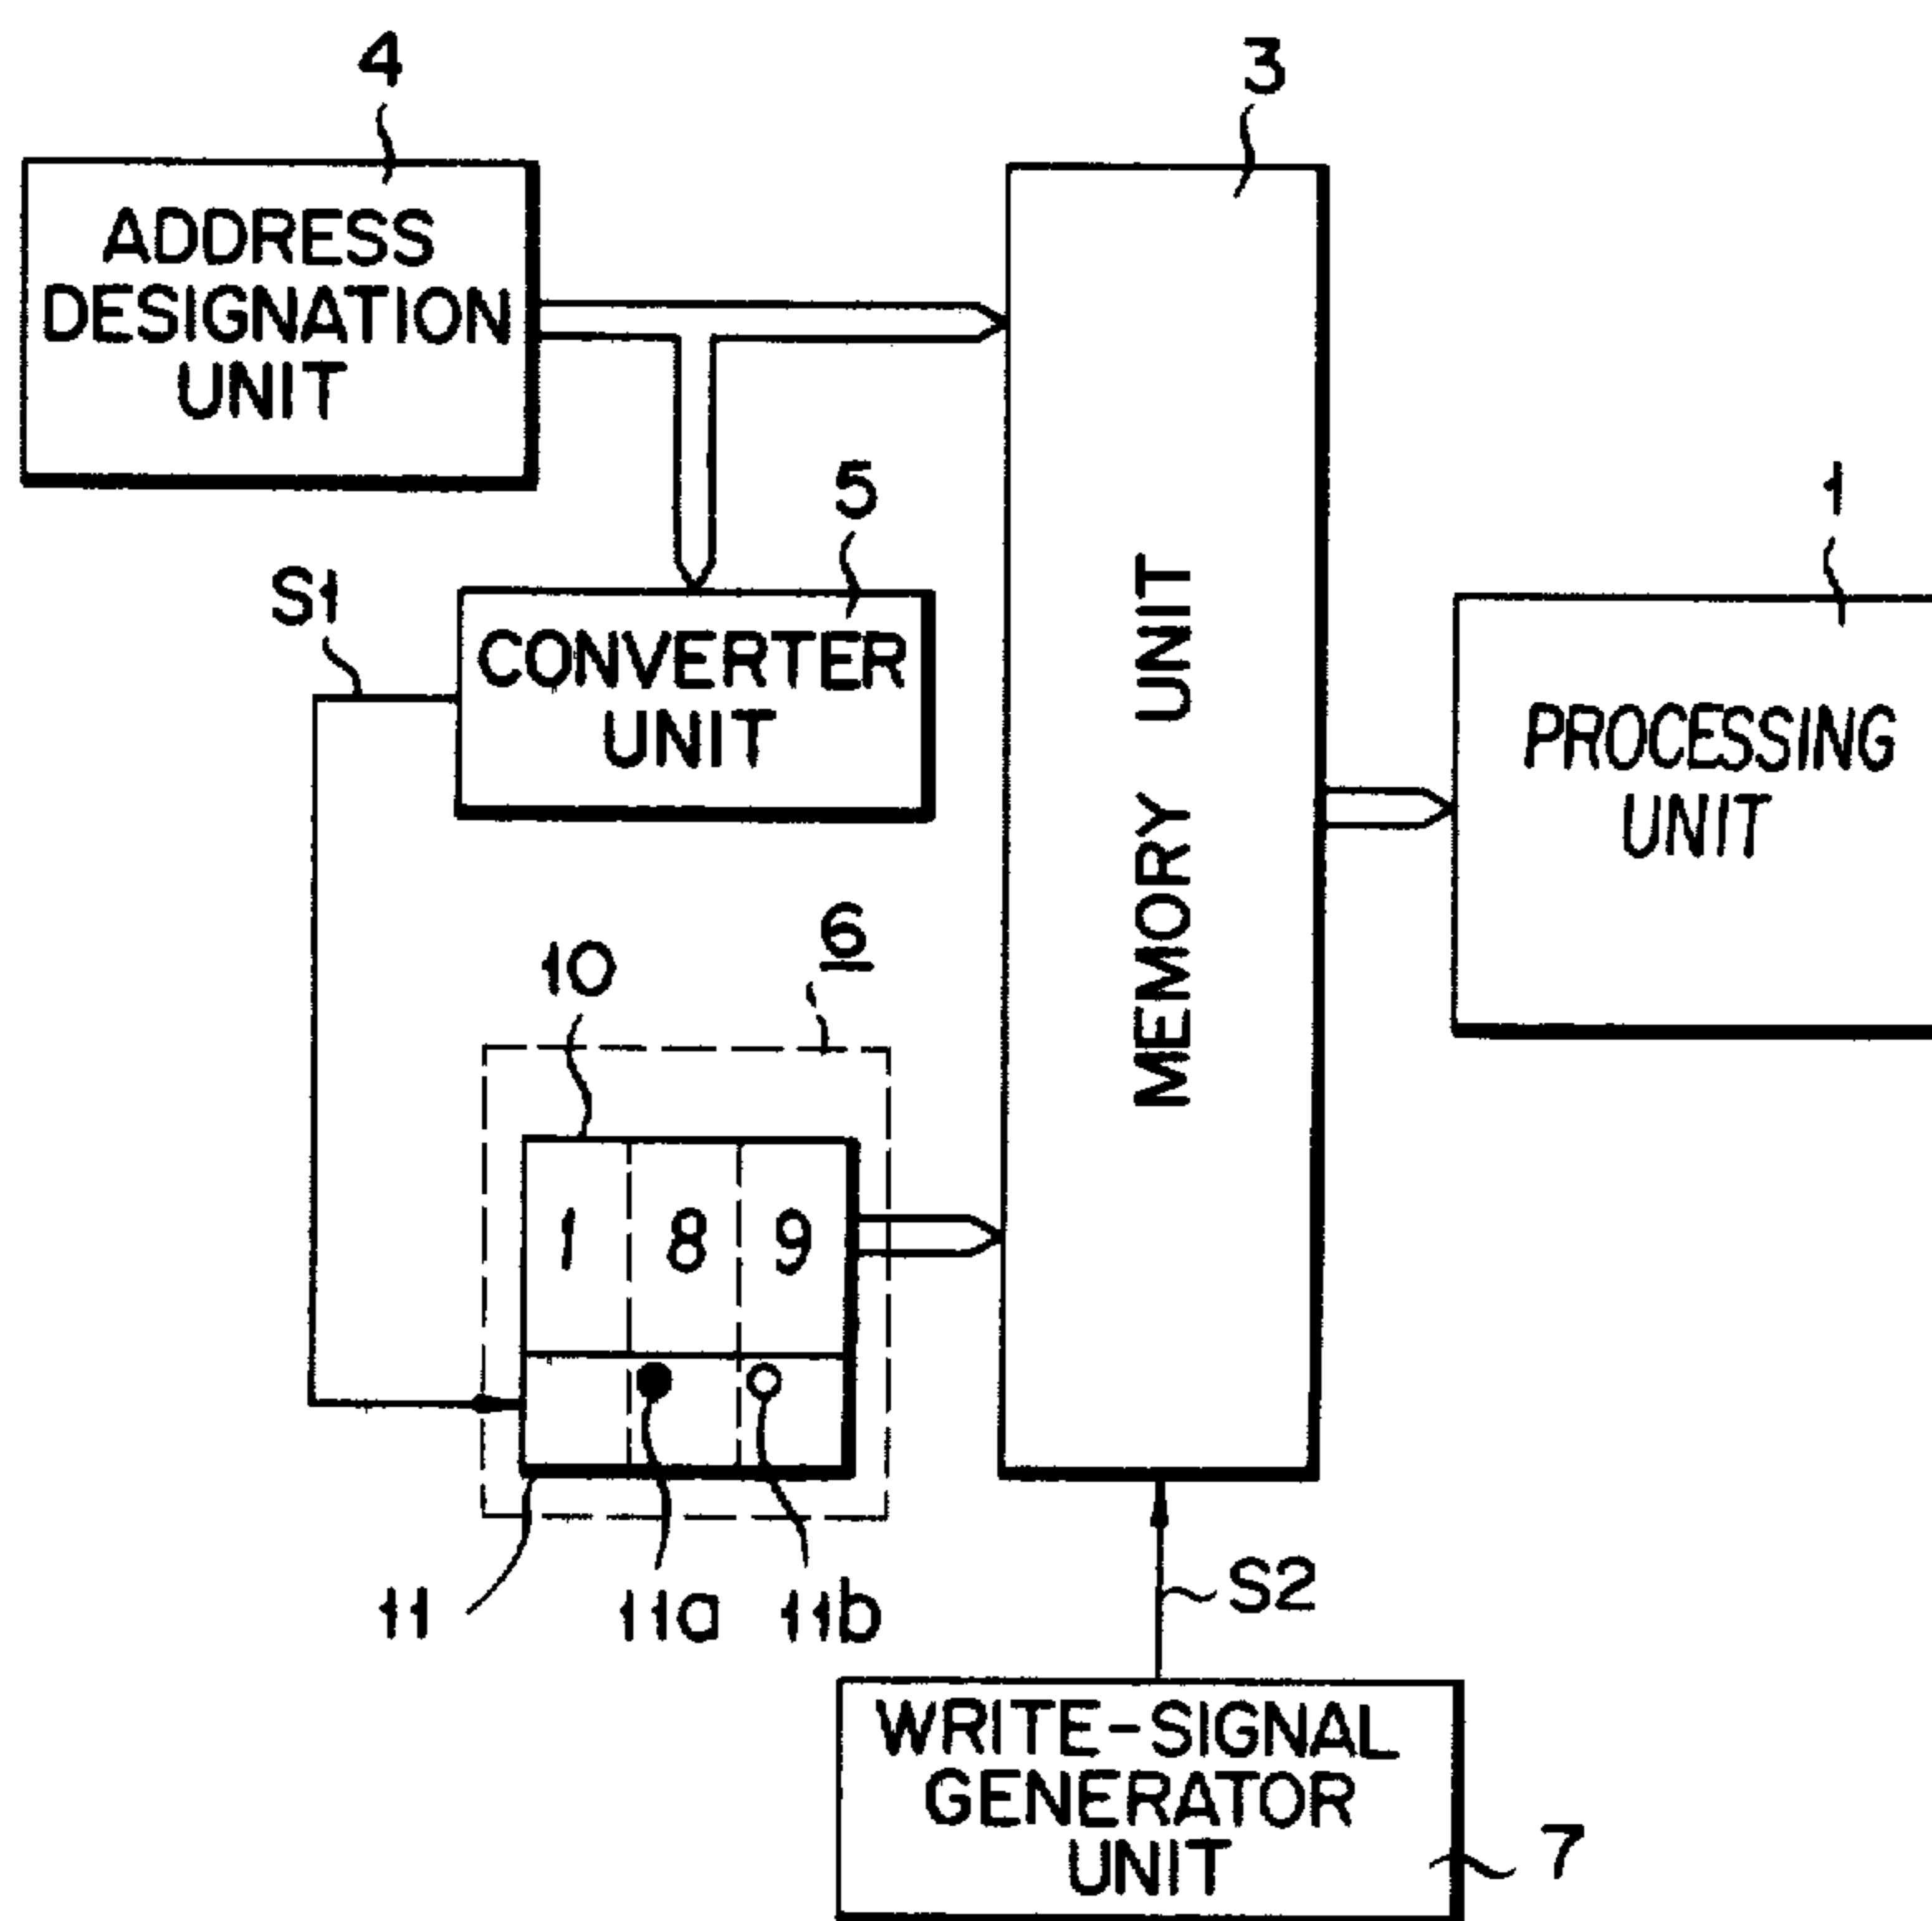 4
3
ADDRESS
DESIGNATION
UNIT
5
1
S1
CONVERTER
UNIT
MEMORY UNIT
PROCESSING
UNIT
6
10
1 8 9
11
11a
11b
S2
WRITE-SIGNAL
GENERATOR
UNIT
7